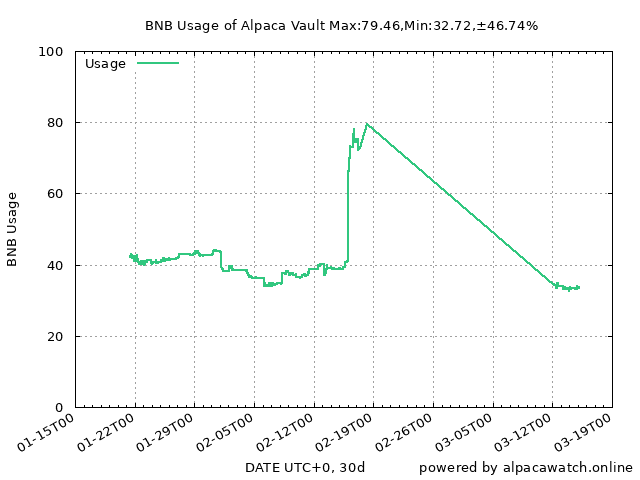 BNB Usage of Alpaca Vault Max:79.46,Min:32.72,±46.74%
100
Usage
80
60
BNB Usage
40
20
0
01-15T00 01-22T00 01-29T00 02-05T00 02-12T00 02-19T00 02-26T00 03-05T00 03-12T00 03-19T00
DATE UTC+0, 30d powered by alpacawatch.online